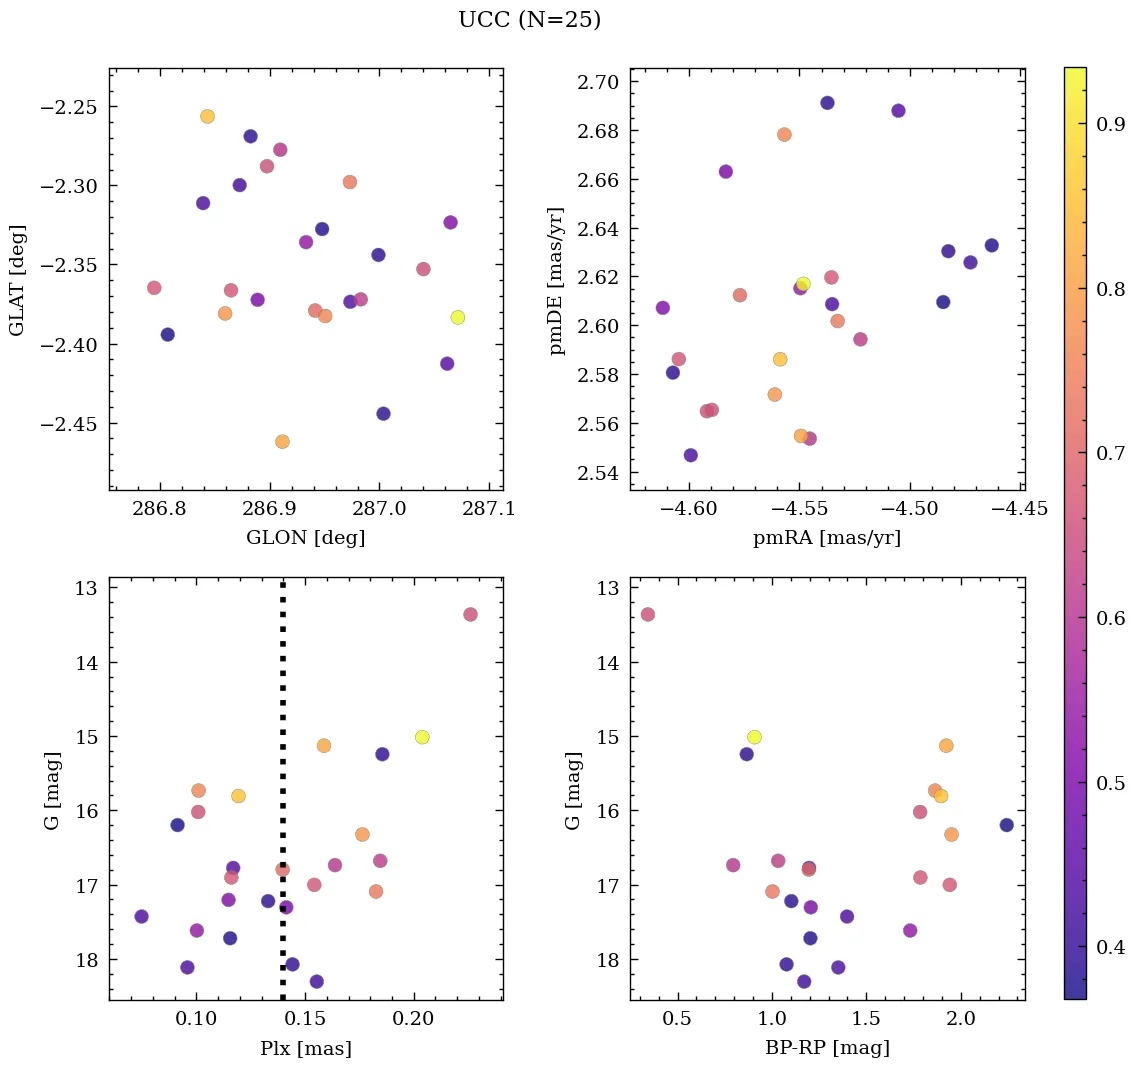 UCC (N=25)
−2.25
−2.30
−2.35
−2.40
−2.45
GLAT [deg]
286.8 286.9 287.0 287.1
GLON [deg]
2.70
2.68
2.66
2.64
2.62
2.60
2.58
2.56
2.54
pmDE [mas/yr]
−4.60 −4.55 −4.50 −4.45
pmRA [mas/yr]
13
14
15
16
17
18
G [mag]
0.10 0.15 0.20
Plx [mas]
13
14
15
16
17
18
G [mag]
0.5 1.0 1.5 2.0
BP-RP [mag]
0.9
0.8
0.7
0.6
0.5
0.4